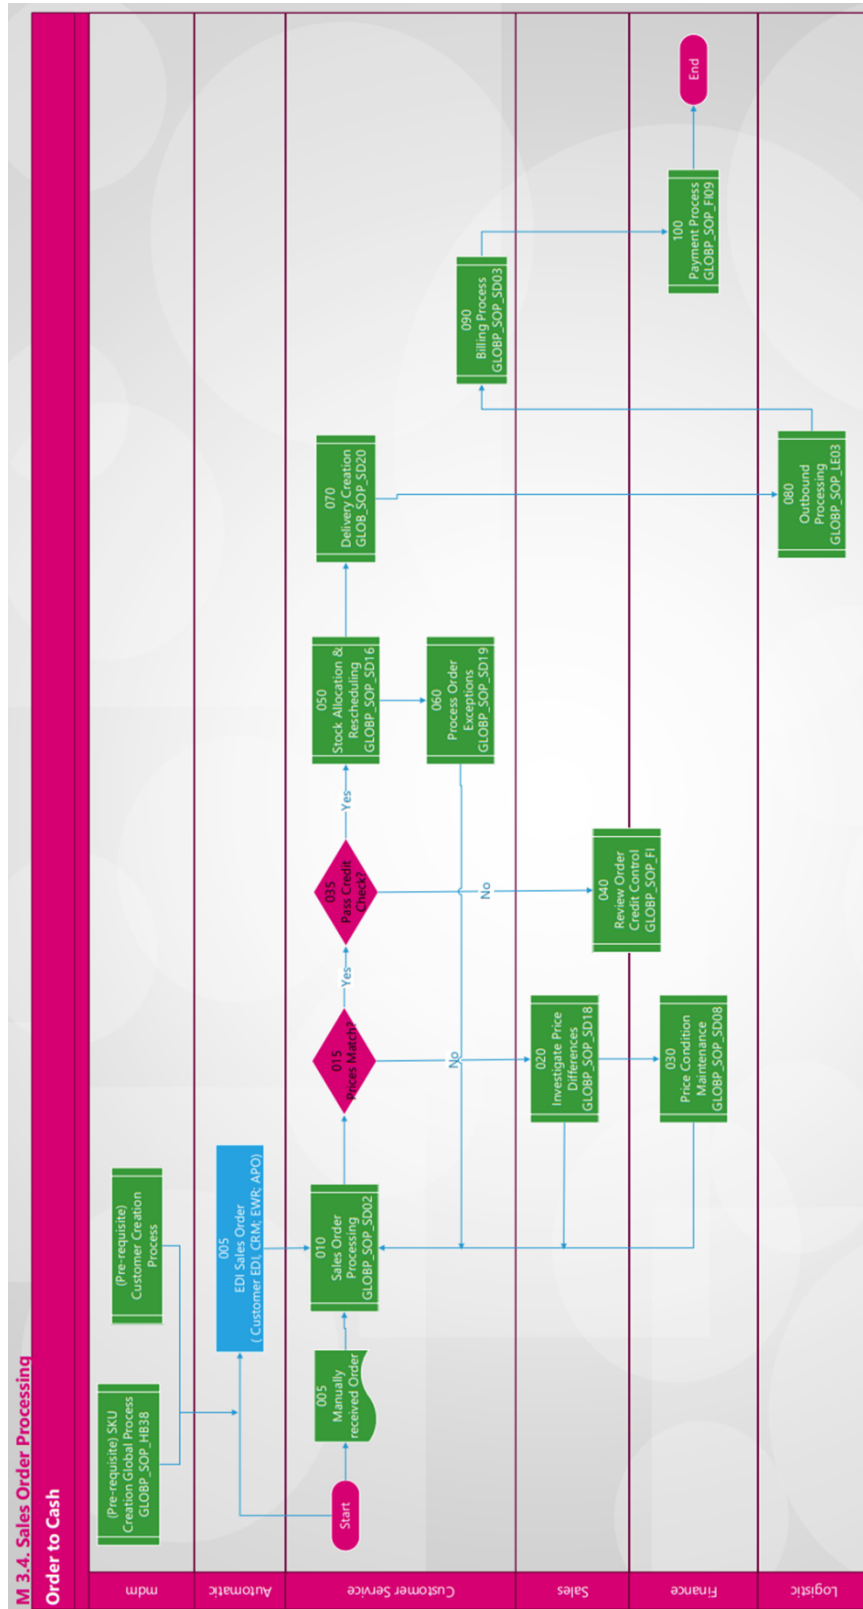 M 3.4. Sales Order Processing
Order to Cash
mdm
(Pre-requisite) SKU
Creation Global Process
GLOBP_SOP_HB38
(Pre-requisite)
Customer Creation
Process
Automatic
005
EDI Sales Order
( Customer EDI, CRM; EWR; APO)
Customer Service
Start
005
Manually
received Order
010
Sales Order
Processing
GLOBP_SOP_SD02
015
Prices Match?
Yes
No
035
Pass Credit
Check?
Yes
No
050
Stock Allocation &
Rescheduling
GLOBP_SOP_SD16
060
Process Order
Exceptions
GLOBP_SOP_SD19
070
Delivery Creation
GLOB_SOP_SD20
090
Billing Process
GLOBP_SOP_SD03
Sales
020
Investigate Price
Differences
GLOBP_SOP_SD18
040
Review Order
Credit Control
GLOBP_SOP_FI
Finance
030
Price Condition
Maintenance
GLOBP_SOP_SD08
100
Payment Process
GLOBP_SOP_FI09
End
Logistic
080
Outbound
Processing
GLOBP_SOP_LE03